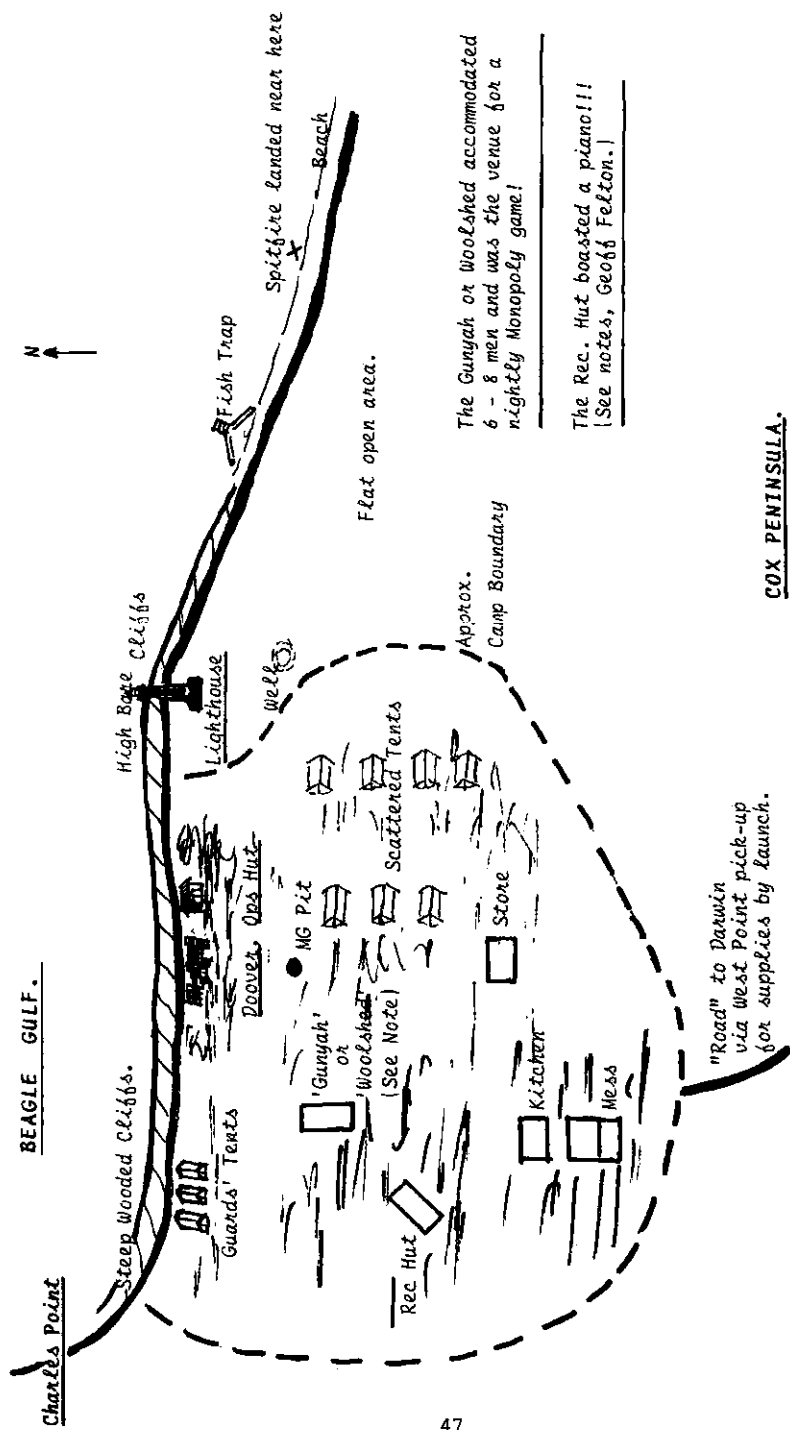 Charles Point
BEAGLE GULF.
N
Steep Wooded Cliffs.
High Bare Cliffs
Lighthouse
Fish Trap
Spitfire landed near here
Beach
Guards' Tents
Doover, Ops Hut
Well
MG Pit
Flat open area.
'Gunyah'
or
'Woolshed'
(See Note)
Scattered Tents
Rec Hut
Store
Approx.
Camp Boundary
Kitchen
Mess
The Gunyah or Woolshed accommodated
6 - 8 men and was the venue for a
nightly Monopoly game!
The Rec. Hut boasted a piano!!!
(See notes, Geoff Felton.)
"Road" to Darwin
via West Point pick-up
for supplies by launch.
COX PENINSULA.
47